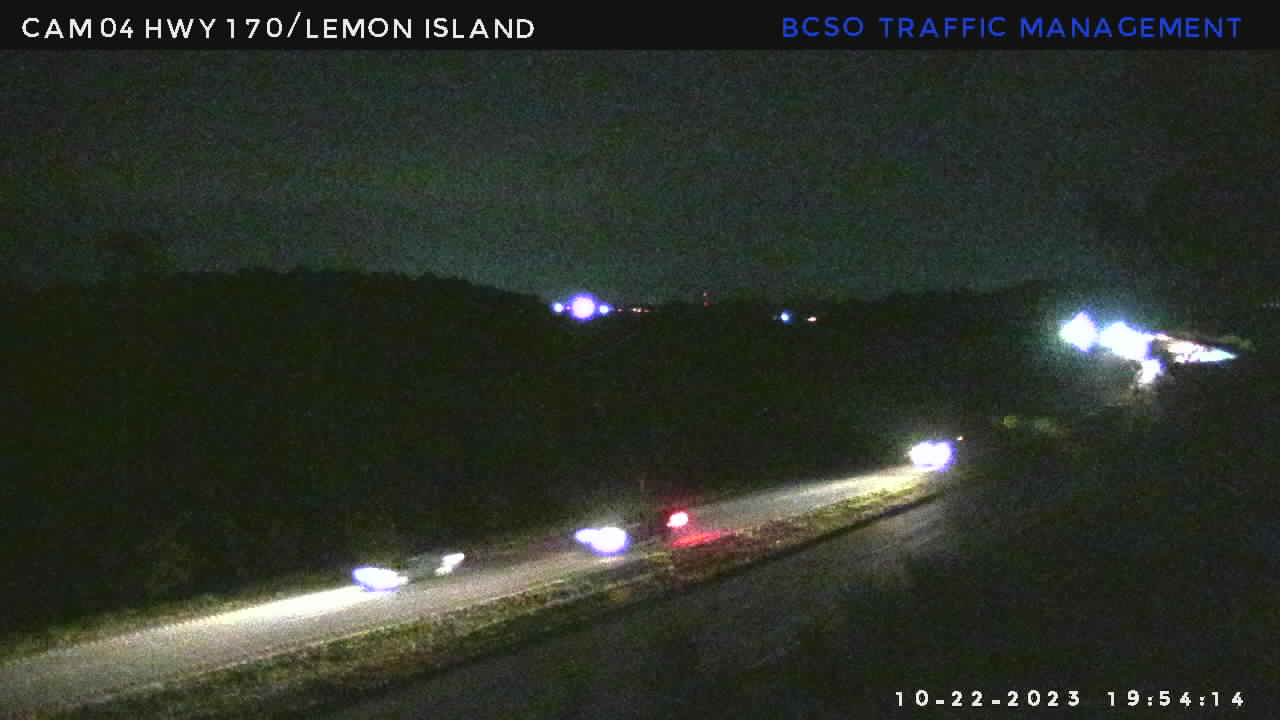 CAM04 HWY 170/LEMON ISLAND
BCSO TRAFFIC MANAGEMENT
10-22-2023 19:54:14